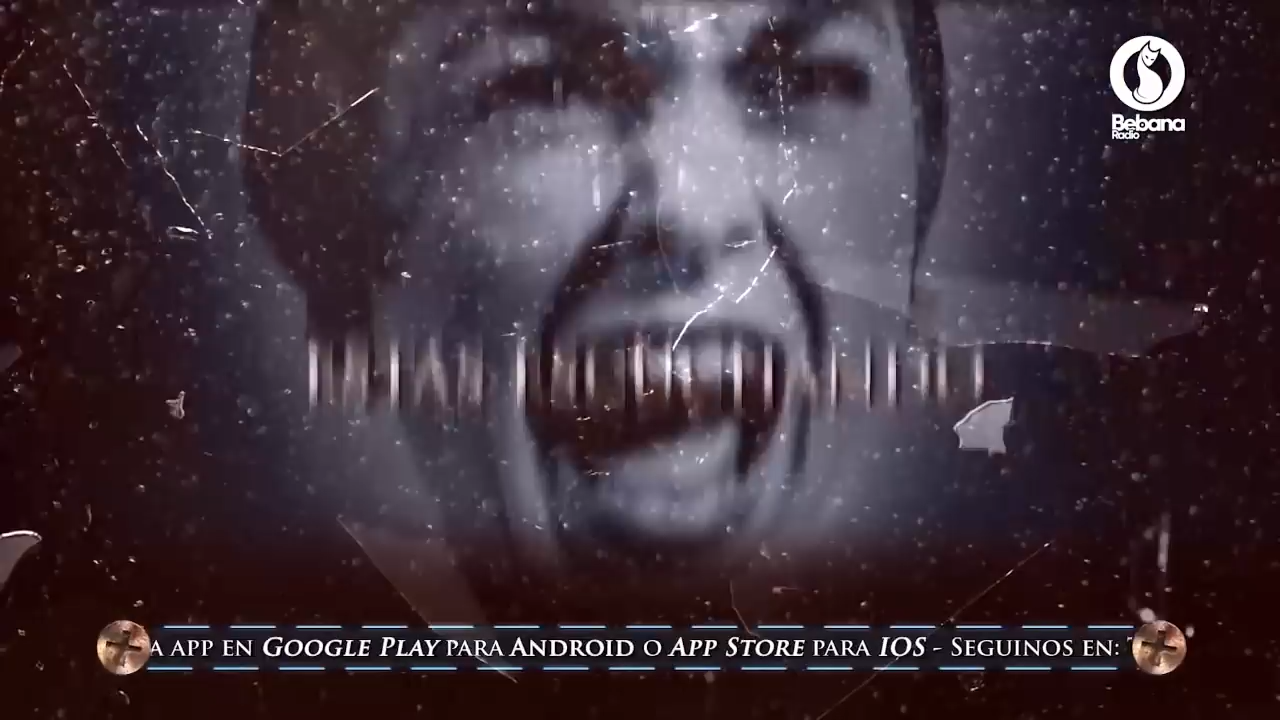 Bebana
Radio
A APP EN GOOGLE PLAY PARA ANDROID O APP STORE PARA IOS - SEGUINOS EN: